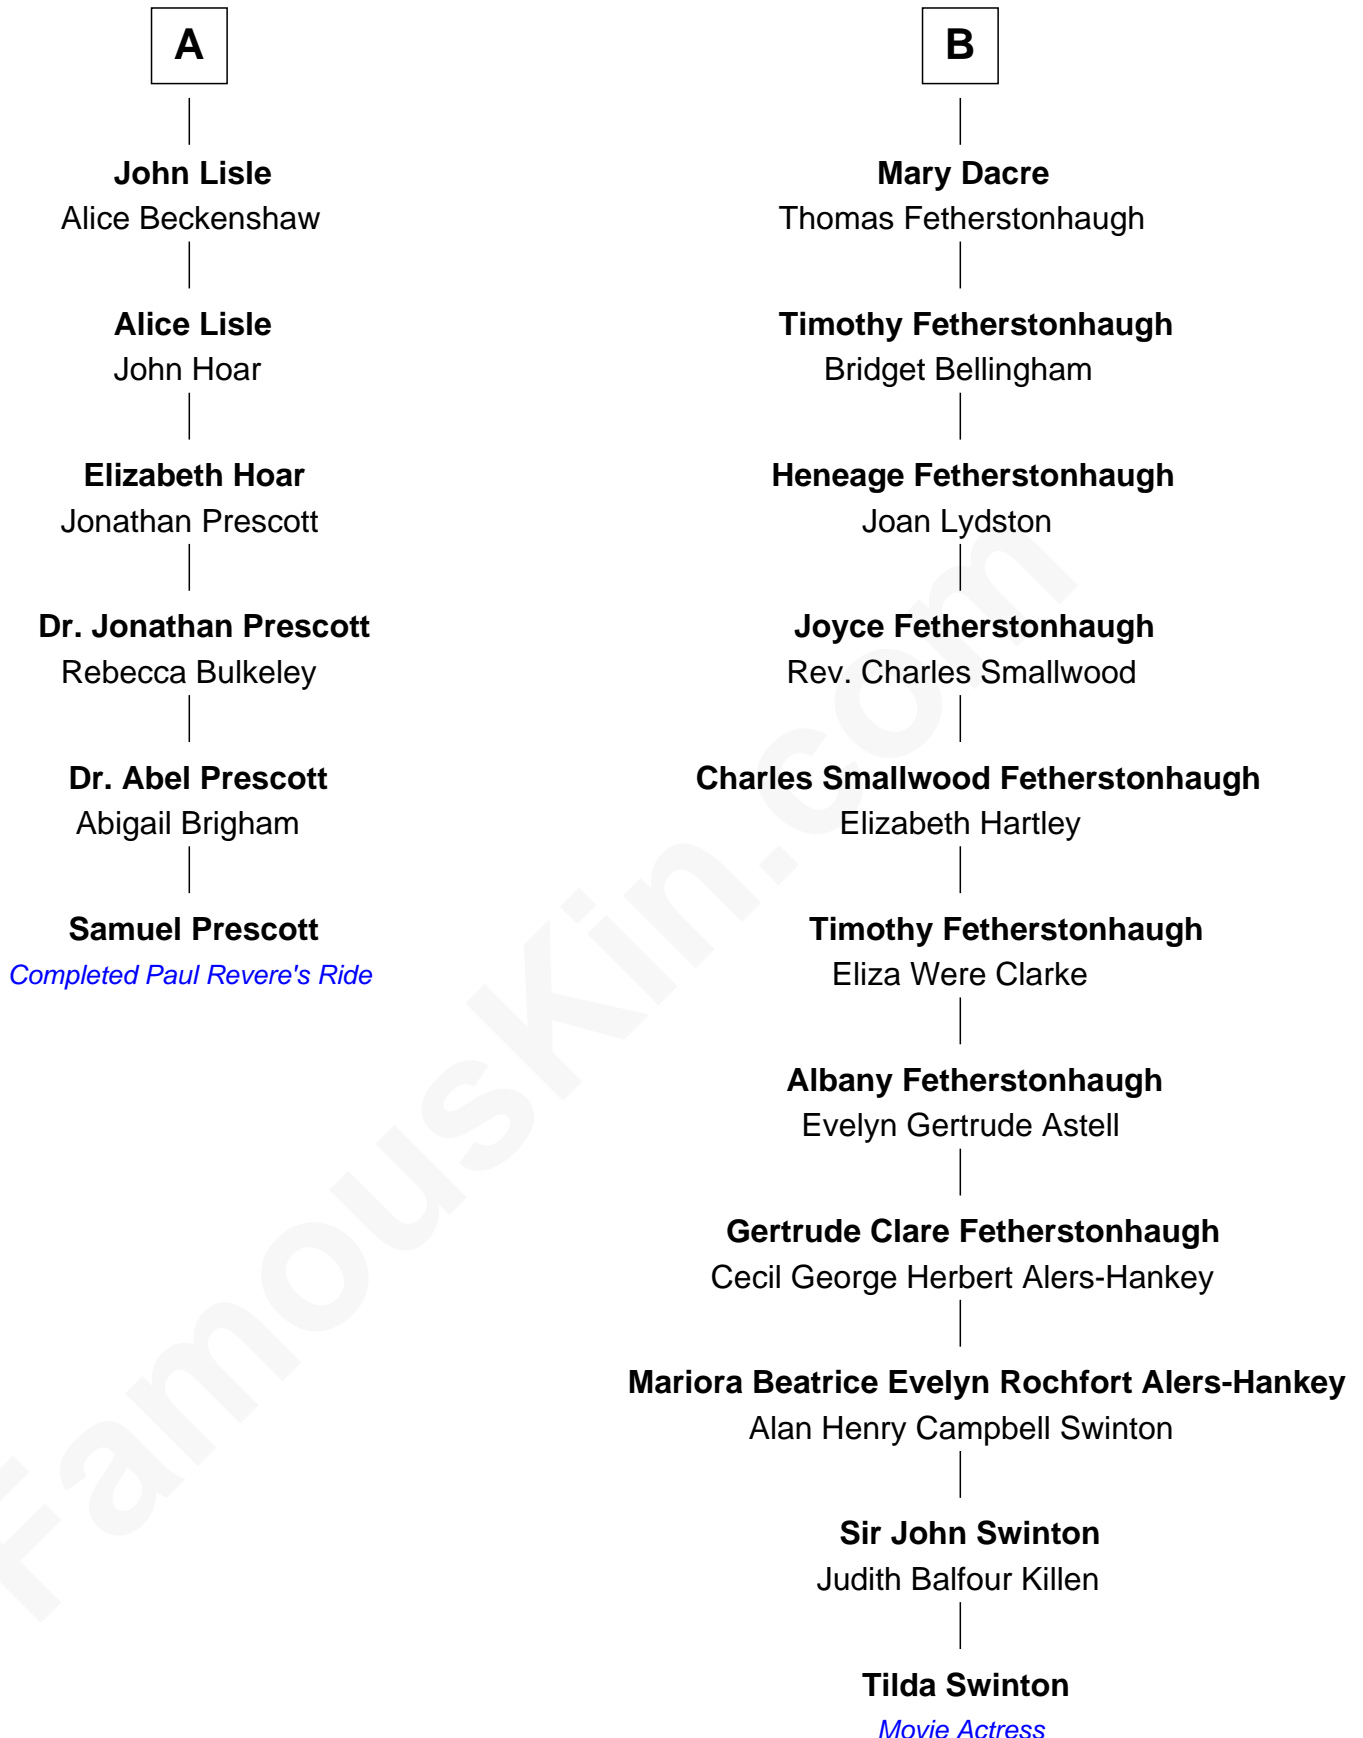 A
John Lisle
Alice Beckenshaw
Alice Lisle
John Hoar
Elizabeth Hoar
Jonathan Prescott
Dr. Jonathan Prescott
Rebecca Bulkeley
Dr. Abel Prescott
Abigail Brigham
Samuel Prescott
Completed Paul Revere's Ride
B
Mary Dacre
Thomas Fetherstonhaugh
Timothy Fetherstonhaugh
Bridget Bellingham
Heneage Fetherstonhaugh
Joan Lydston
Joyce Fetherstonhaugh
Rev. Charles Smallwood
Charles Smallwood Fetherstonhaugh
Elizabeth Hartley
Timothy Fetherstonhaugh
Eliza Were Clarke
Albany Fetherstonhaugh
Evelyn Gertrude Astell
Gertrude Clare Fetherstonhaugh
Cecil George Herbert Alers-Hankey
Mariora Beatrice Evelyn Rochfort Alers-Hankey
Alan Henry Campbell Swinton
Sir John Swinton
Judith Balfour Killen
Tilda Swinton
Movie Actress
FamousKin.com